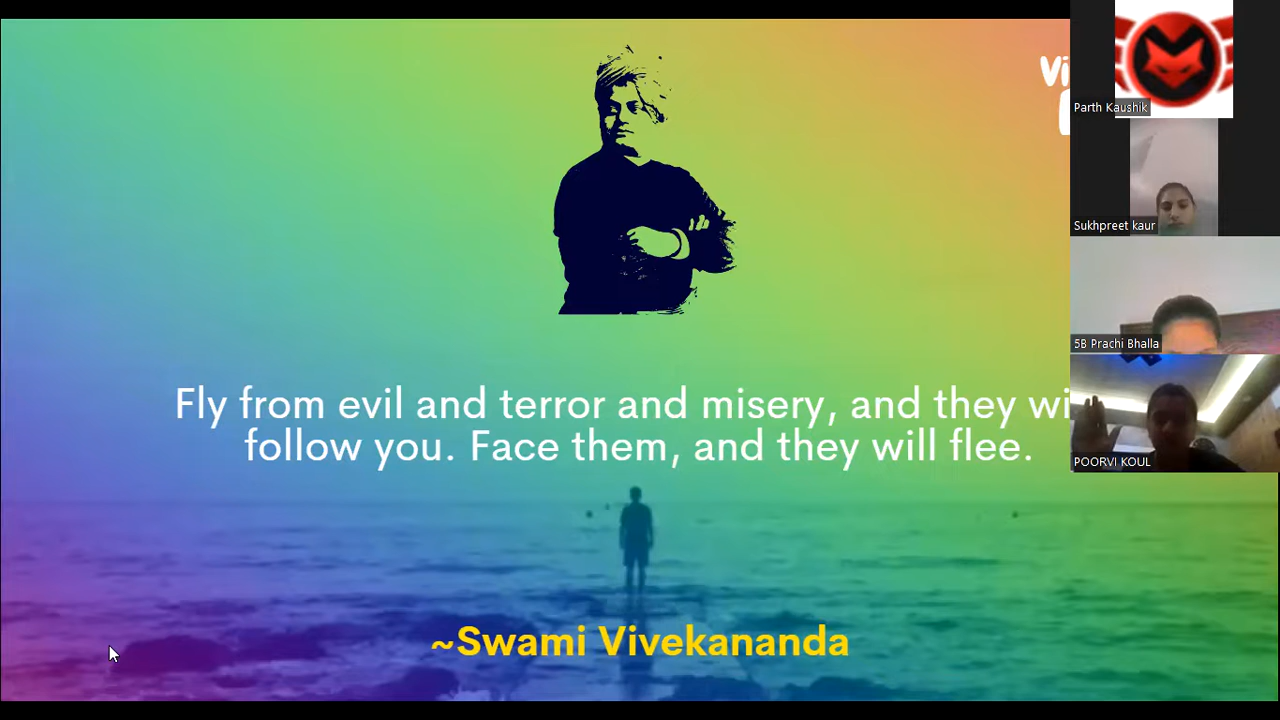 Fly from evil and terror and misery, and they wi
follow you. Face them, and they will flee.
~Swami Vivekananda
Vi
Parth Kaushik
Sukhpreet kaur
5B Prachi Bhalla
POORVI KOUL